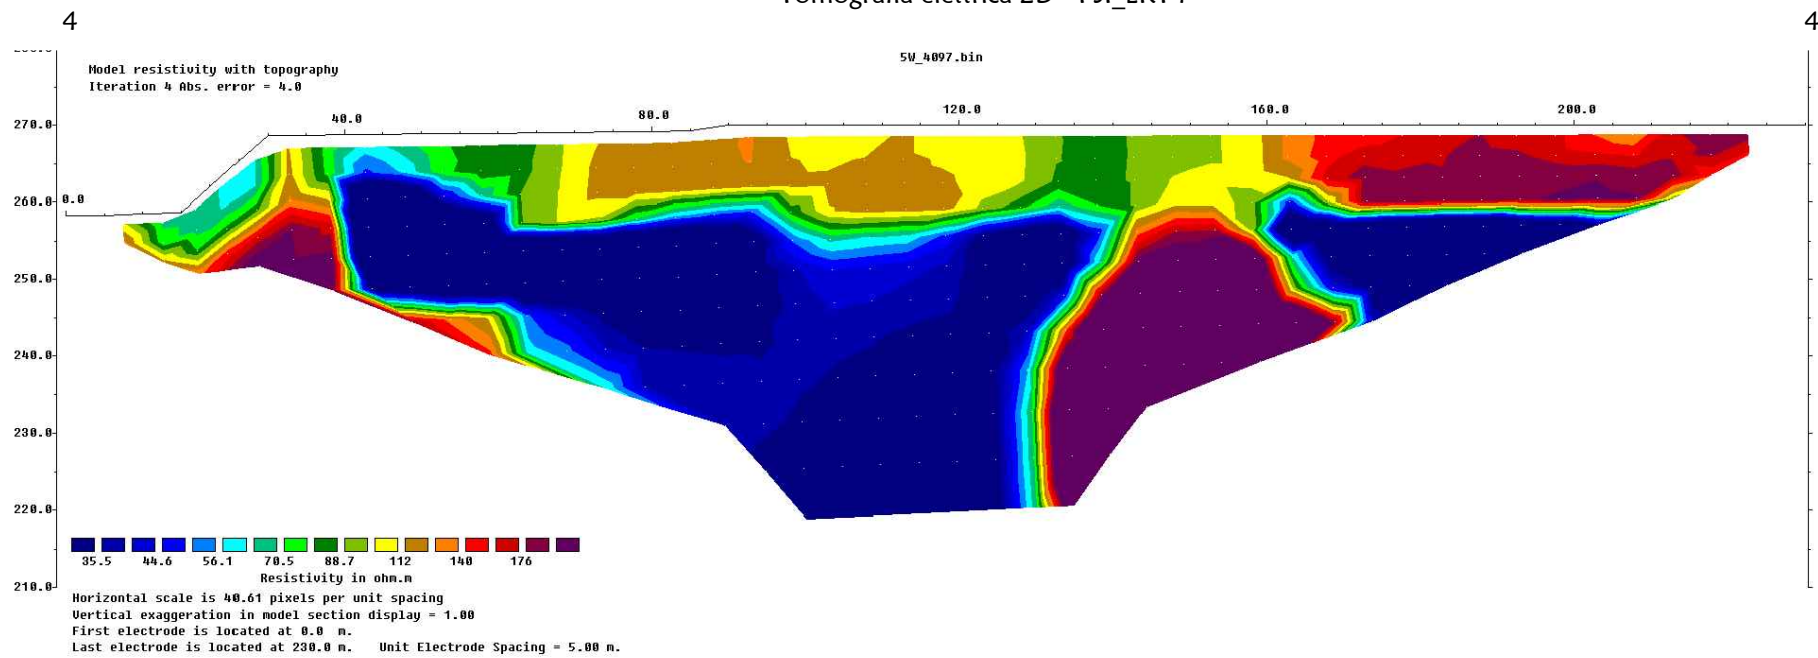 4
4
5W_4097.bin
Model resistivity with topography
Iteration 4 Abs. error = 4.0
40.0 80.0 120.0 160.0 200.0
270.0
0.0
260.0
250.0
240.0
230.0
220.0
210.0
35.5 44.6 56.1 70.5 88.7 112 140 176
Resistivity in ohm.m
Horizontal scale is 40.61 pixels per unit spacing
Vertical exaggeration in model section display = 1.00
First electrode is located at 0.0 m.
Last electrode is located at 230.0 m. Unit Electrode Spacing = 5.00 m.